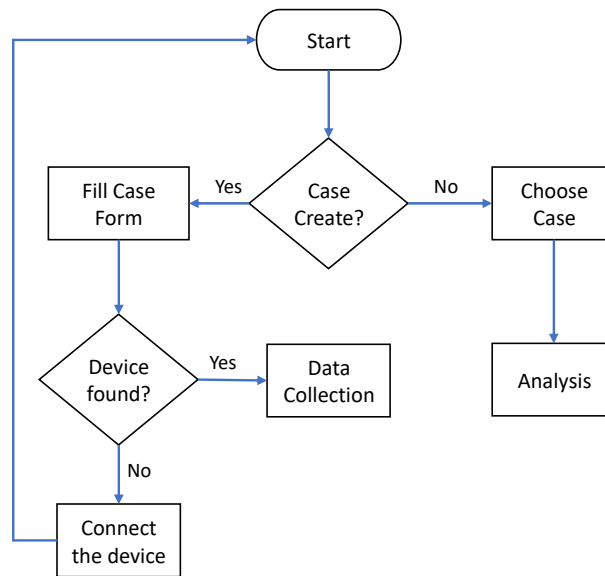 Start
Case
Create?
Yes
No
Fill Case
Form
Choose
Case
Device
found?
Yes
Data
Collection
Analysis
No
Connect
the device